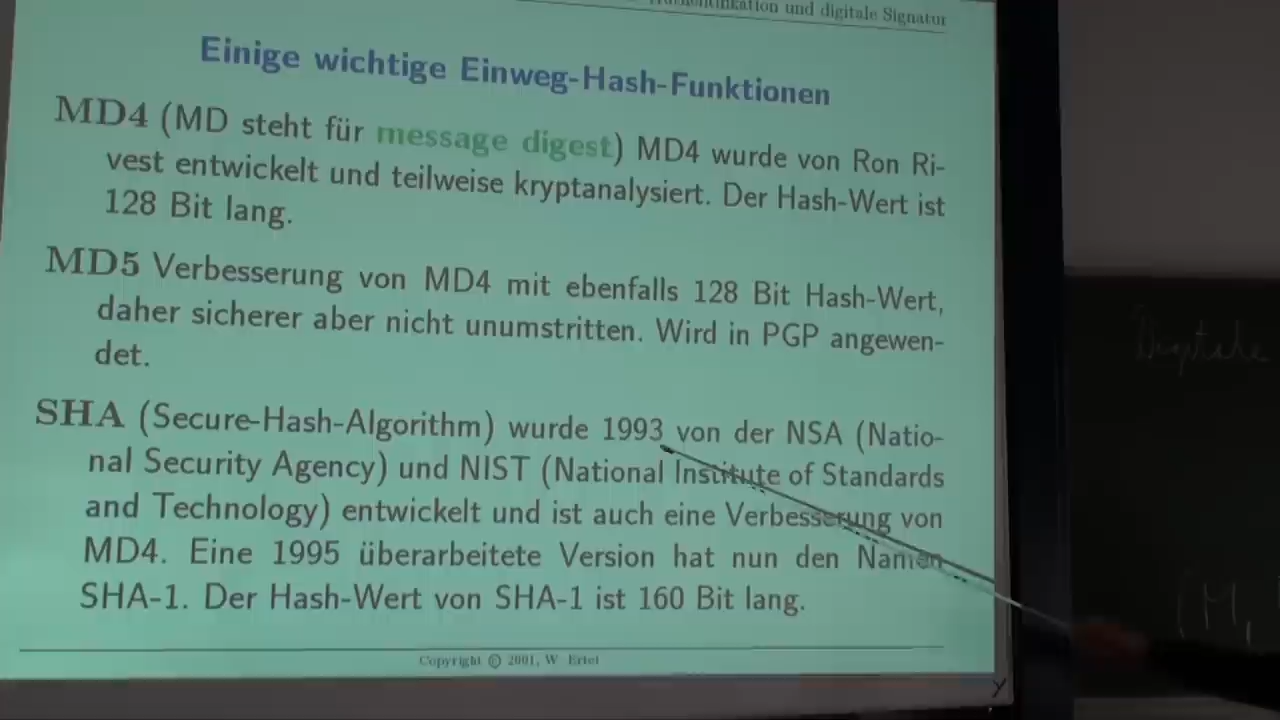 und digitale Signatur
Einige wichtige Einweg-Hash-Funktionen
MD4 (MD steht für message digest) MD4 wurde von Ron Ri-
vest entwickelt und teilweise kryptanalysiert. Der Hash-Wert ist
128 Bit lang.
MD5 Verbesserung von MD4 mit ebenfalls 128 Bit Hash-Wert,
daher sicherer aber nicht unumstritten. Wird in PGP angewen-
det.
SHA (Secure-Hash-Algorithm) wurde 1993 von der NSA (Natio-
nal Security Agency) und NIST (National Institute of Standards
and Technology) entwickelt und ist auch eine Verbesserung von
MD4. Eine 1995 überarbeitete Version hat nun den Namen
SHA-1. Der Hash-Wert von SHA-1 ist 160 Bit lang.
Copyright © 2001, W. Ertel
Digitale
(M,